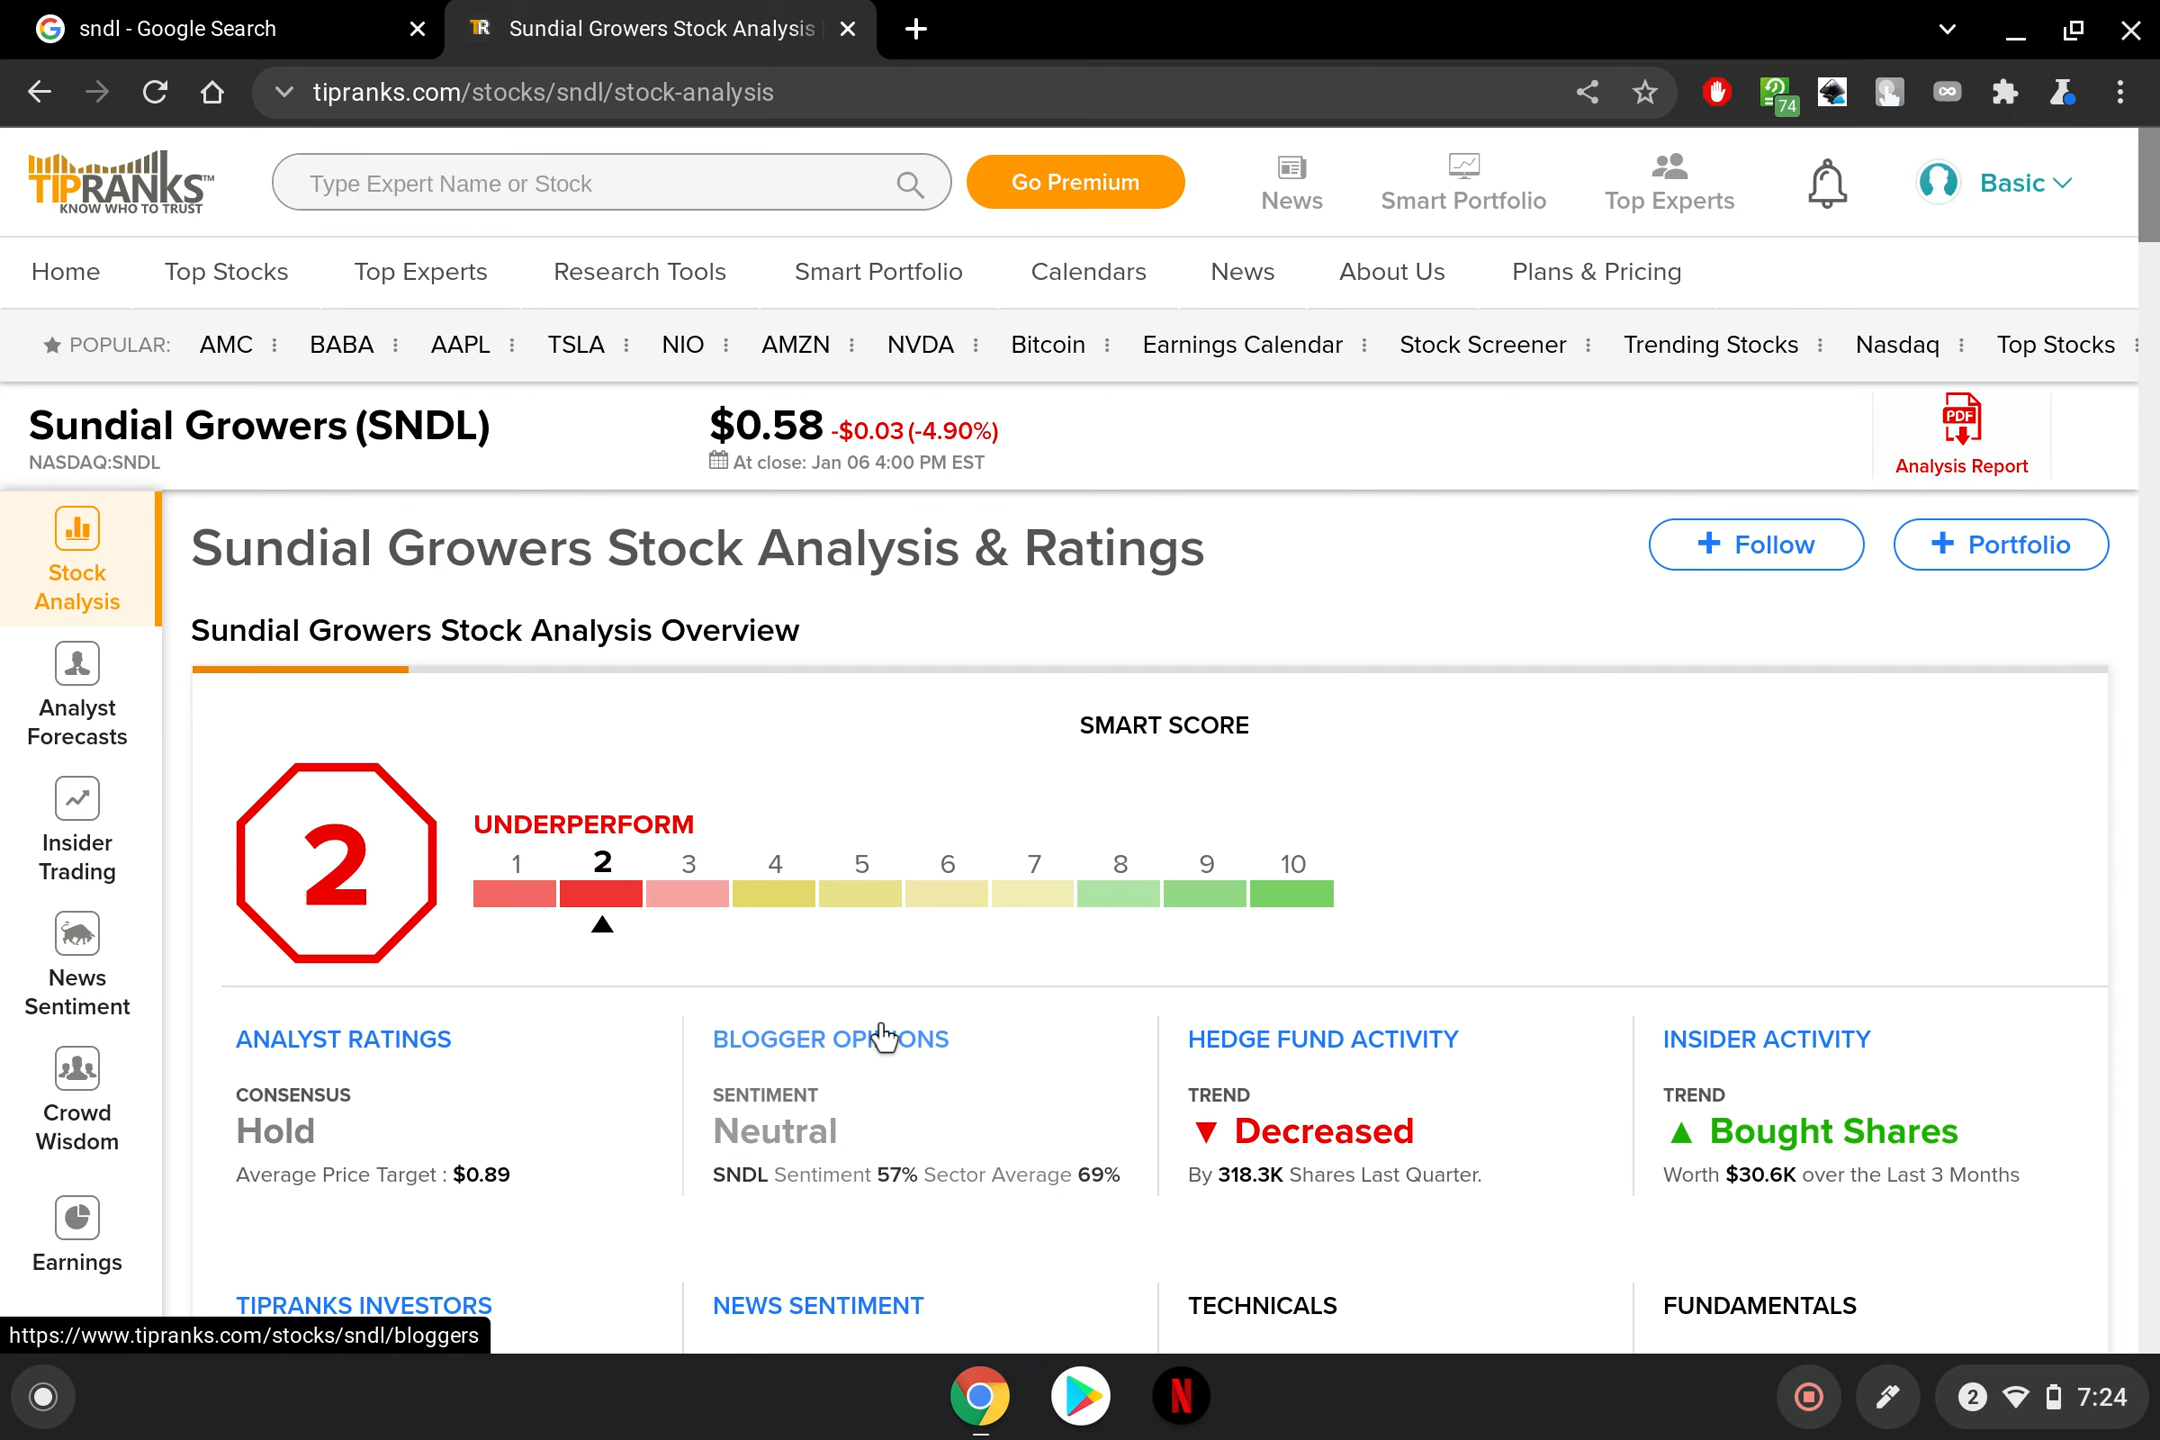 sndl - Google Search
TR Sundial Growers Stock Analysis
tipranks.com/stocks/sndl/stock-analysis
74
TIPRANKS™
KNOW WHO TO TRUST
Type Expert Name or Stock
Go Premium
News
Smart Portfolio
Top Experts
Basic
Home Top Stocks Top Experts Research Tools Smart Portfolio Calendars News About Us Plans & Pricing
POPULAR: AMC BABA AAPL TSLA NIO AMZN NVDA Bitcoin Earnings Calendar Stock Screener Trending Stocks Nasdaq Top Stocks
Sundial Growers (SNDL)
NASDAQ:SNDL
$0.58 -$0.03 (-4.90%)
At close: Jan 06 4:00 PM EST
PDF
Analysis Report
Stock
Analysis
Analyst
Forecasts
Insider
Trading
News
Sentiment
Crowd
Wisdom
Earnings
Sundial Growers Stock Analysis & Ratings
+ Follow
+ Portfolio
Sundial Growers Stock Analysis Overview
SMART SCORE
2
UNDERPERFORM
1 2 3 4 5 6 7 8 9 10
ANALYST RATINGS
CONSENSUS
Hold
Average Price Target : $0.89
BLOGGER OPINIONS
SENTIMENT
Neutral
SNDL Sentiment 57% Sector Average 69%
HEDGE FUND ACTIVITY
TREND
▼ Decreased
By 318.3K Shares Last Quarter.
INSIDER ACTIVITY
TREND
▲ Bought Shares
Worth $30.6K over the Last 3 Months
TIPRANKS INVESTORS
NEWS SENTIMENT
TECHNICALS
FUNDAMENTALS
https://www.tipranks.com/stocks/sndl/bloggers
N
2
7:24